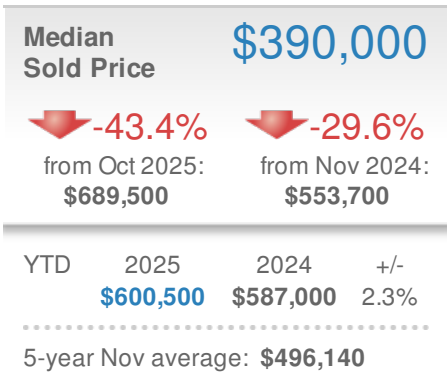 Median
Sold Price
$390,000
-43.4%
from Oct 2025:
$689,500
-29.6%
from Nov 2024:
$553,700
YTD 2025 2024 +/-
$600,500 $587,000 2.3%
5-year Nov average: $496,140